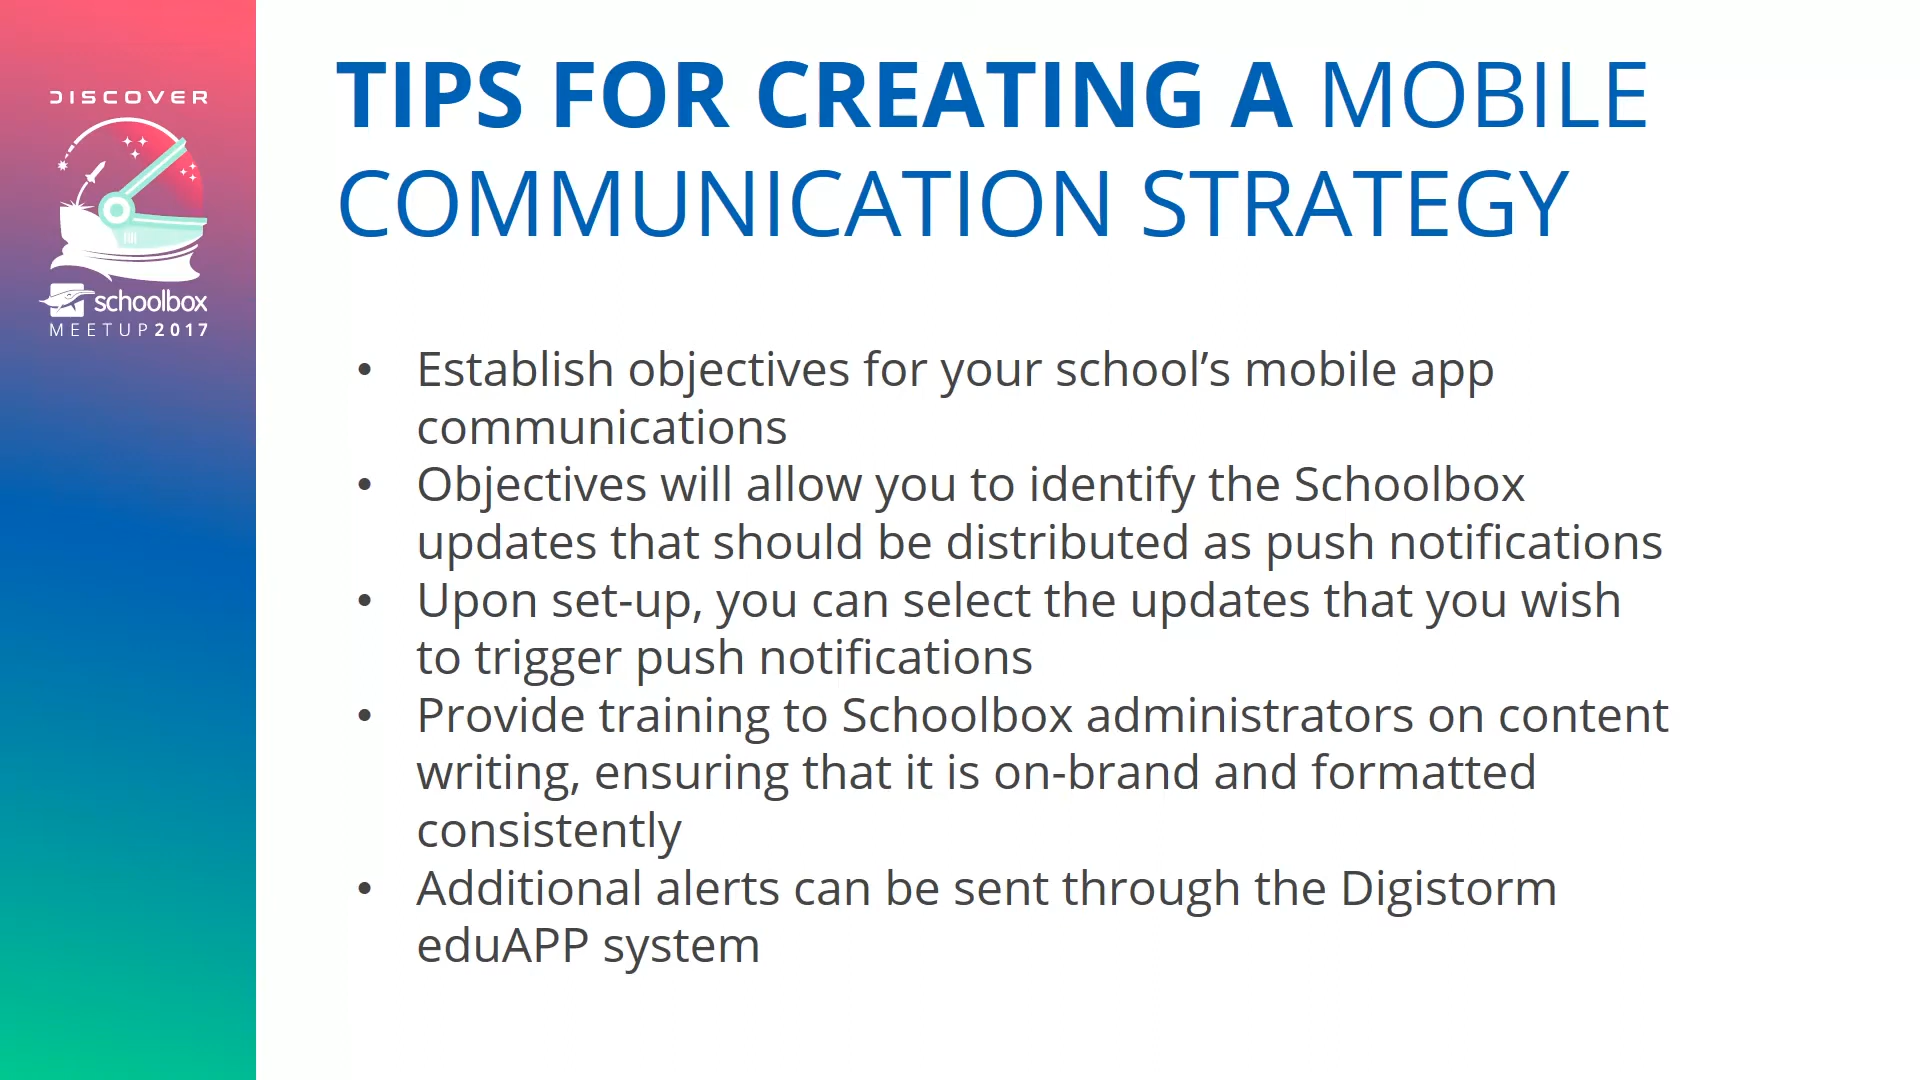 DISCOVER
schoolbox
MEETUP2017
TIPS FOR CREATING A MOBILE
COMMUNICATION STRATEGY
• Establish objectives for your school’s mobile app
communications
• Objectives will allow you to identify the Schoolbox
updates that should be distributed as push notifications
• Upon set-up, you can select the updates that you wish
to trigger push notifications
• Provide training to Schoolbox administrators on content
writing, ensuring that it is on-brand and formatted
consistently
• Additional alerts can be sent through the Digistorm
eduAPP system